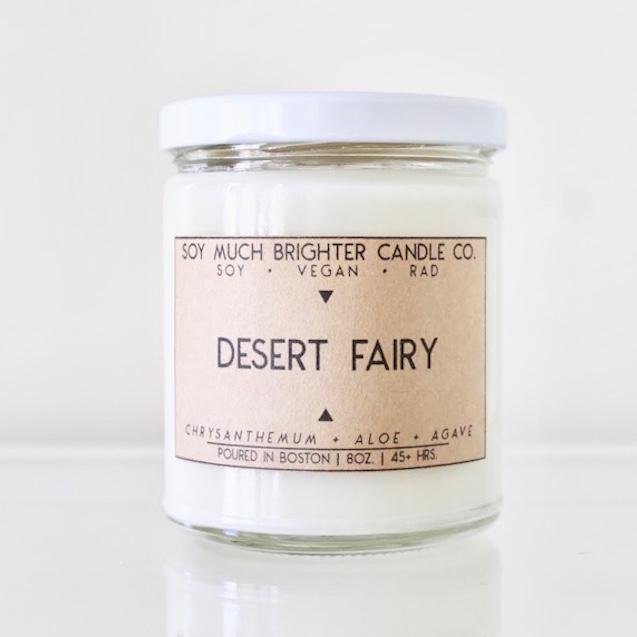 SOY MUCH BRIGHTER CANDLE CO.
SOY • VEGAN • RAD
DESERT FAIRY
CHRYSANTHEMUM + ALOE + AGAVE
POURED IN BOSTON | 8OZ. | 45+ HRS.